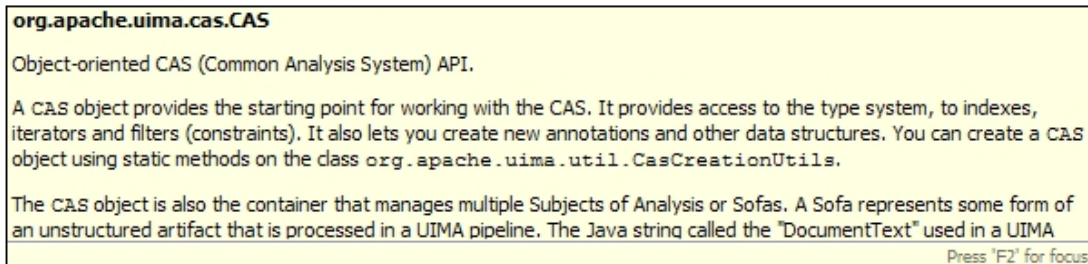 org.apache.uima.cas.CAS
Object-oriented CAS (Common Analysis System) API.
A CAS object provides the starting point for working with the CAS. It provides access to the type system, to indexes,
iterators and filters (constraints). It also lets you create new annotations and other data structures. You can create a CAS
object using static methods on the class org.apache.uima.util.CasCreationUtils.
The CAS object is also the container that manages multiple Subjects of Analysis or Sofas. A Sofa represents some form of
an unstructured artifact that is processed in a UIMA pipeline. The Java string called the "DocumentText" used in a UIMA
Press 'F2' for focus